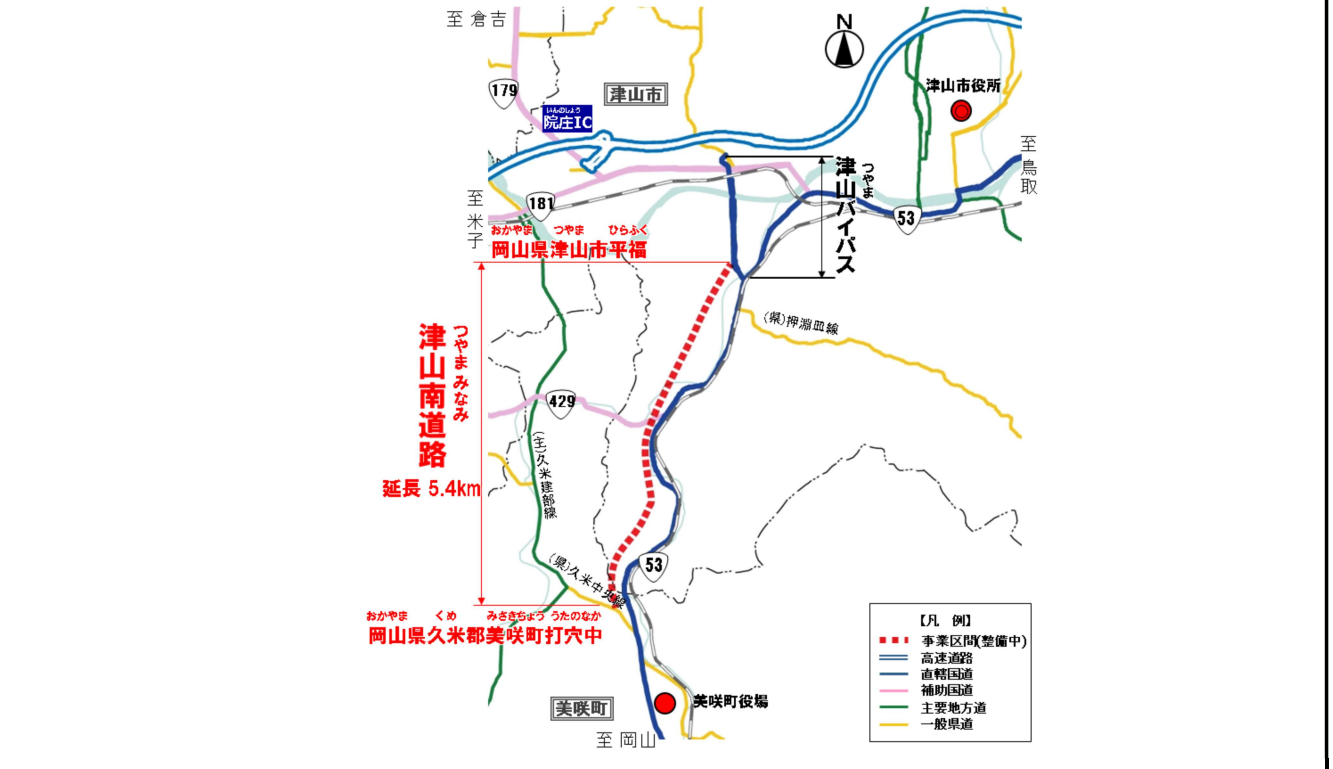 至 倉吉
N
179
津山市
津山市役所
いんのしょう
院庄IC
至 鳥取
至 米子
181
津山バイパス
つやま
53
おかやま つやま ひらふく
岡山県津山市平福
(県)押淵皿線
津山南道路
つやま みなみ
429
(主)久米建部線
延長 5.4km
53
(県)久米中央線
おかやま くめ みさきちょう うたのなか
岡山県久米郡美咲町打穴中
【凡 例】
事業区間(整備中)
高速道路
直轄国道
補助国道
主要地方道
一般県道
美咲町役場
美咲町
至 岡山